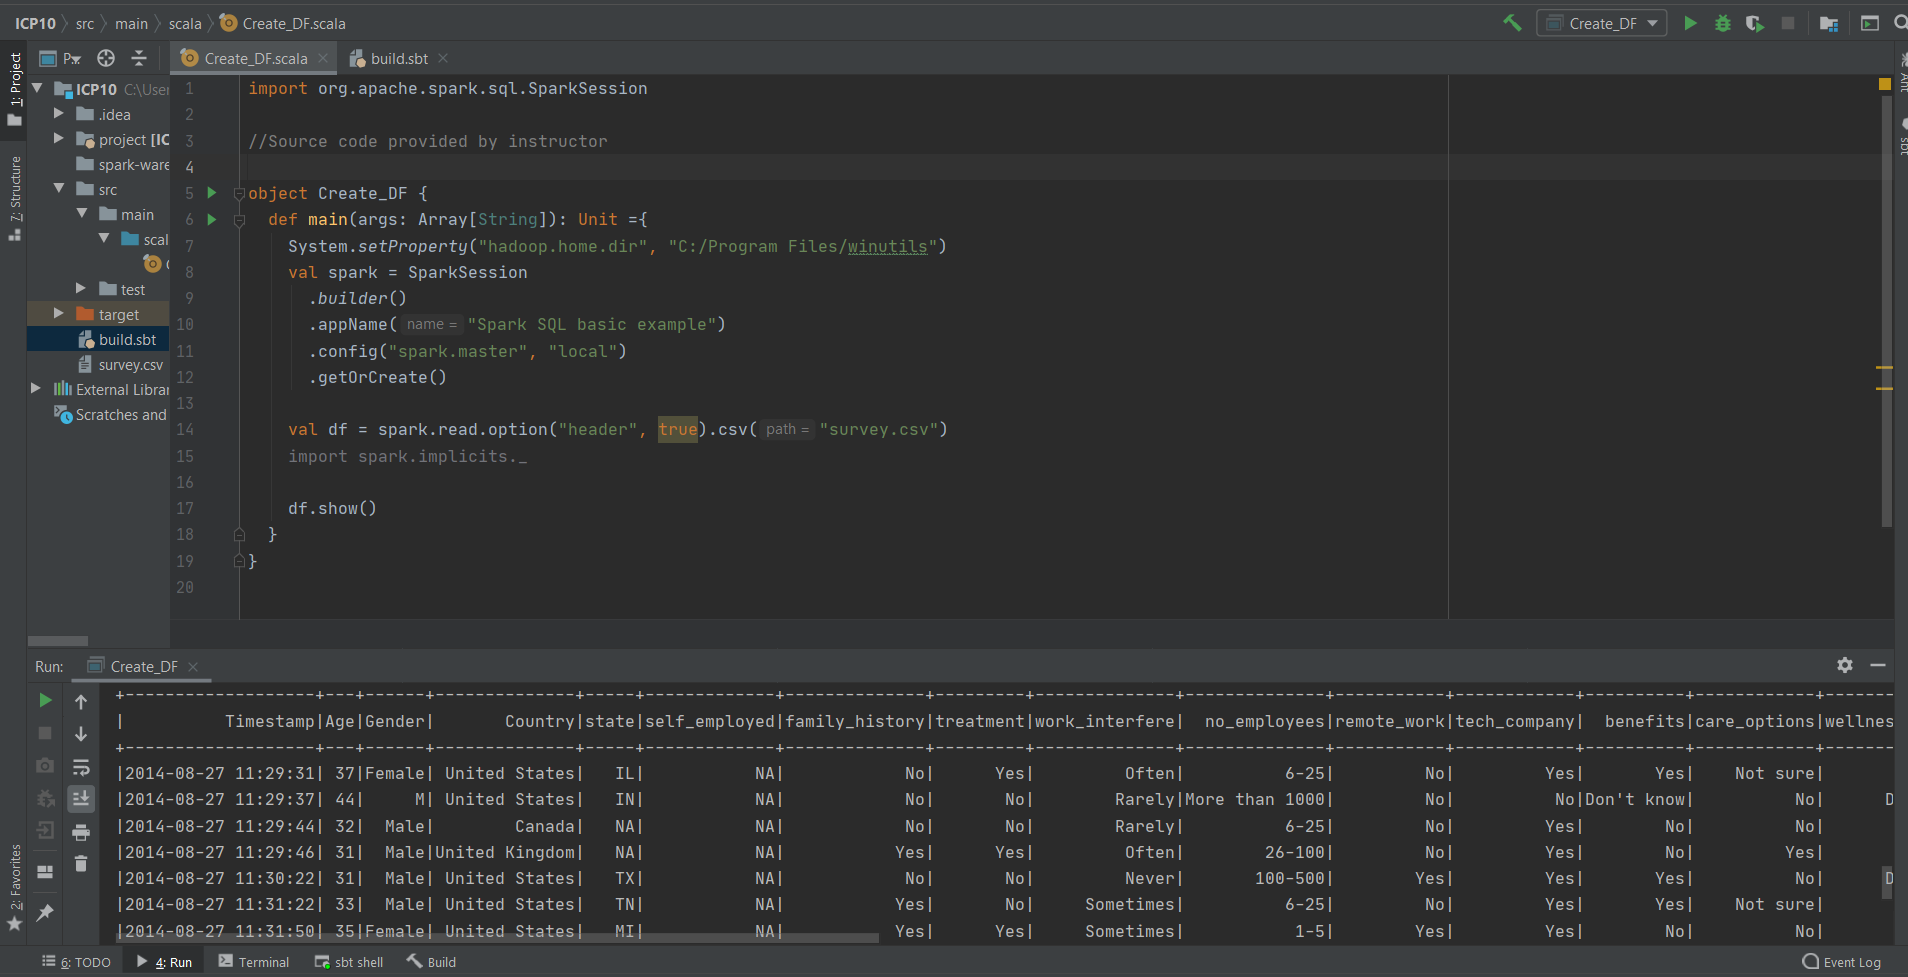 ICP10 src main scala Create_DF.scala Create_DF
1: Project
P..
Create_DF.scala
build.sbt
ICP10 C:\User
.idea
project [IC
spark-ware
src
main
scal
test
target
build.sbt
survey.csv
External Librar
Scratches and
7: Structure
2: Favorites
Ant
sbt
1 import org.apache.spark.sql.SparkSession
2
3 //Source code provided by instructor
4
5 object Create_DF {
6 def main(args: Array[String]): Unit ={
7 System.setProperty("hadoop.home.dir", "C:/Program Files/winutils")
8 val spark = SparkSession
9 .builder()
10 .appName( name = "Spark SQL basic example")
11 .config("spark.master", "local")
12 .getOrCreate()
13
14 val df = spark.read.option("header", true).csv( path = "survey.csv")
15 import spark.implicits._
16
17 df.show()
18 }
19 }
20
Run: Create_DF
+-------------------+---+------+--------------+-----+-------------+--------------+---------+--------------+--------------+-----------+------------+----------+------------+-------
| Timestamp|Age|Gender| Country|state|self_employed|family_history|treatment|work_interfere| no_employees|remote_work|tech_company| benefits|care_options|wellnes
+-------------------+---+------+--------------+-----+-------------+--------------+---------+--------------+--------------+-----------+------------+----------+------------+-------
|2014-08-27 11:29:31| 37|Female| United States| IL| NA| No| Yes| Often| 6-25| No| Yes| Yes| Not sure|
|2014-08-27 11:29:37| 44| M| United States| IN| NA| No| No| Rarely|More than 1000| No| No|Don't know| No| D
|2014-08-27 11:29:44| 32| Male| Canada| NA| NA| No| No| Rarely| 6-25| No| Yes| No| No|
|2014-08-27 11:29:46| 31| Male|United Kingdom| NA| NA| Yes| Yes| Often| 26-100| No| Yes| No| Yes|
|2014-08-27 11:30:22| 31| Male| United States| TX| NA| No| No| Never| 100-500| Yes| Yes| Yes| No| D
|2014-08-27 11:31:22| 33| Male| United States| TN| NA| Yes| No| Sometimes| 6-25| No| Yes| Yes| Not sure|
|2014-08-27 11:31:50| 35|Female| United States| MI| NA| Yes| Yes| Sometimes| 1-5| Yes| Yes| No| No|
6: TODO 4: Run Terminal sbt shell Build Event Log